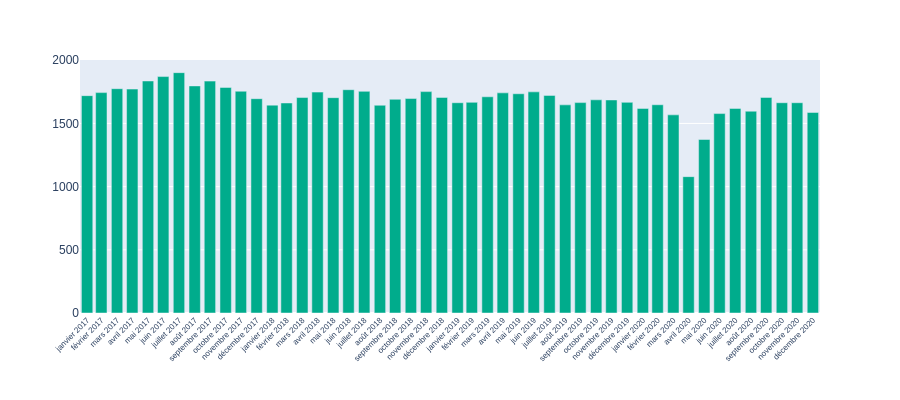 2000
1500
1000
500
0
janvier 2017
février 2017
mars 2017
avril 2017
mai 2017
juin 2017
juillet 2017
août 2017
septembre 2017
octobre 2017
novembre 2017
décembre 2017
janvier 2018
février 2018
mars 2018
avril 2018
mai 2018
juin 2018
juillet 2018
août 2018
septembre 2018
octobre 2018
novembre 2018
décembre 2018
janvier 2019
février 2019
mars 2019
avril 2019
mai 2019
juin 2019
juillet 2019
août 2019
septembre 2019
octobre 2019
novembre 2019
décembre 2019
janvier 2020
février 2020
mars 2020
avril 2020
mai 2020
juin 2020
juillet 2020
août 2020
septembre 2020
octobre 2020
novembre 2020
décembre 2020